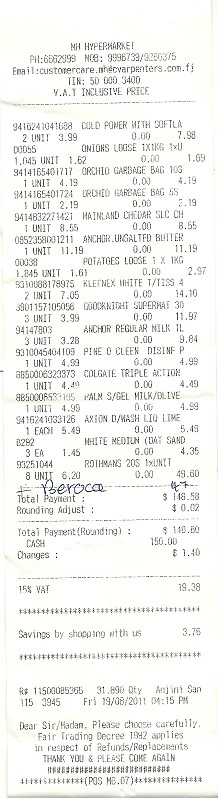 MH HYPERMARKET
PH:6662999 MOB: 9996739/9266375
Email:customercare.mh@cvarpenters.com.fj
TIN: 50 003 3400
V.A.T INCLUSIVE PRICE
9416241041698 COLD POWER WITH SOFTLA
2 UNIT 3.99 0.00 7.98
00055 ONIONS LOOSE 1X1KG 1xU
1.045 UNIT 1.62 0.00 1.69
9414165401717 ORCHID GARBAGE BAG 10S
1 UNIT 4.19 0.00 4.19
9414165401724 ORCHID GARBAGE BAG 5S
1 UNIT 2.19 0.00 2.19
9414832271421 MAINLAND CHEDAR SLC CH
1 UNIT 8.55 0.00 8.55
0852358001211 ANCHOR.UNSALTED BUTTER
1 UNIT 11.19 0.00 11.19
00038 POTATOES LOOSE 1 X 1KG
1.845 UNIT 1.61 0.00 2.97
9310088178975 KLEENEX WHITE T/TISS 4
2 UNIT 7.05 0.00 14.10
8901157105056 GOODKNIGHT SUPERMAT 30
3 UNIT 3.99 0.00 11.97
94147803 ANCHOR REGULAR MILK 1L
3 UNIT 3.28 0.00 9.84
9310045404109 PINE O CLEEN DISINF P
1 UNIT 4.99 0.00 4.99
8850006323373 COLGATE TRIPLE ACTION
1 UNIT 4.49 0.00 4.49
PALM S/GEL MILK/OLIVE
1 UNIT 4.99 0.00 4.99
9416241033126 AXION D/WASH LIQ LIME
1 EACH 5.49 0.00 5.49
8292 WHITE MEDIUM (OAT SAND
3 EA 1.45 0.00 4.35
93251044 ROTHMANS 20S 1xUNIT
8 UNIT 6.20 0.00 49.60
+ Beroca
Total Payment : $ 148.58
Rounding Adjust : $ 0.02
Total Payment(Rounding) : $ 148.60
CASH 150.00
Changes : $ 1.40
15% VAT 19.38
************************************
Savings by shopping with us 3.76
************************************
R# 11S00085365 31.890 Qty Anjini San
115 3945 Fri 19/08/2011 04:15 PM
Dear Sir/Madam, Please choose carefully.
Fair Trading Decree 1992 applies
in respect of Refunds/Replacements
THANK YOU & PLEASE COME AGAIN
##############################
***************(POS M6.07)***************